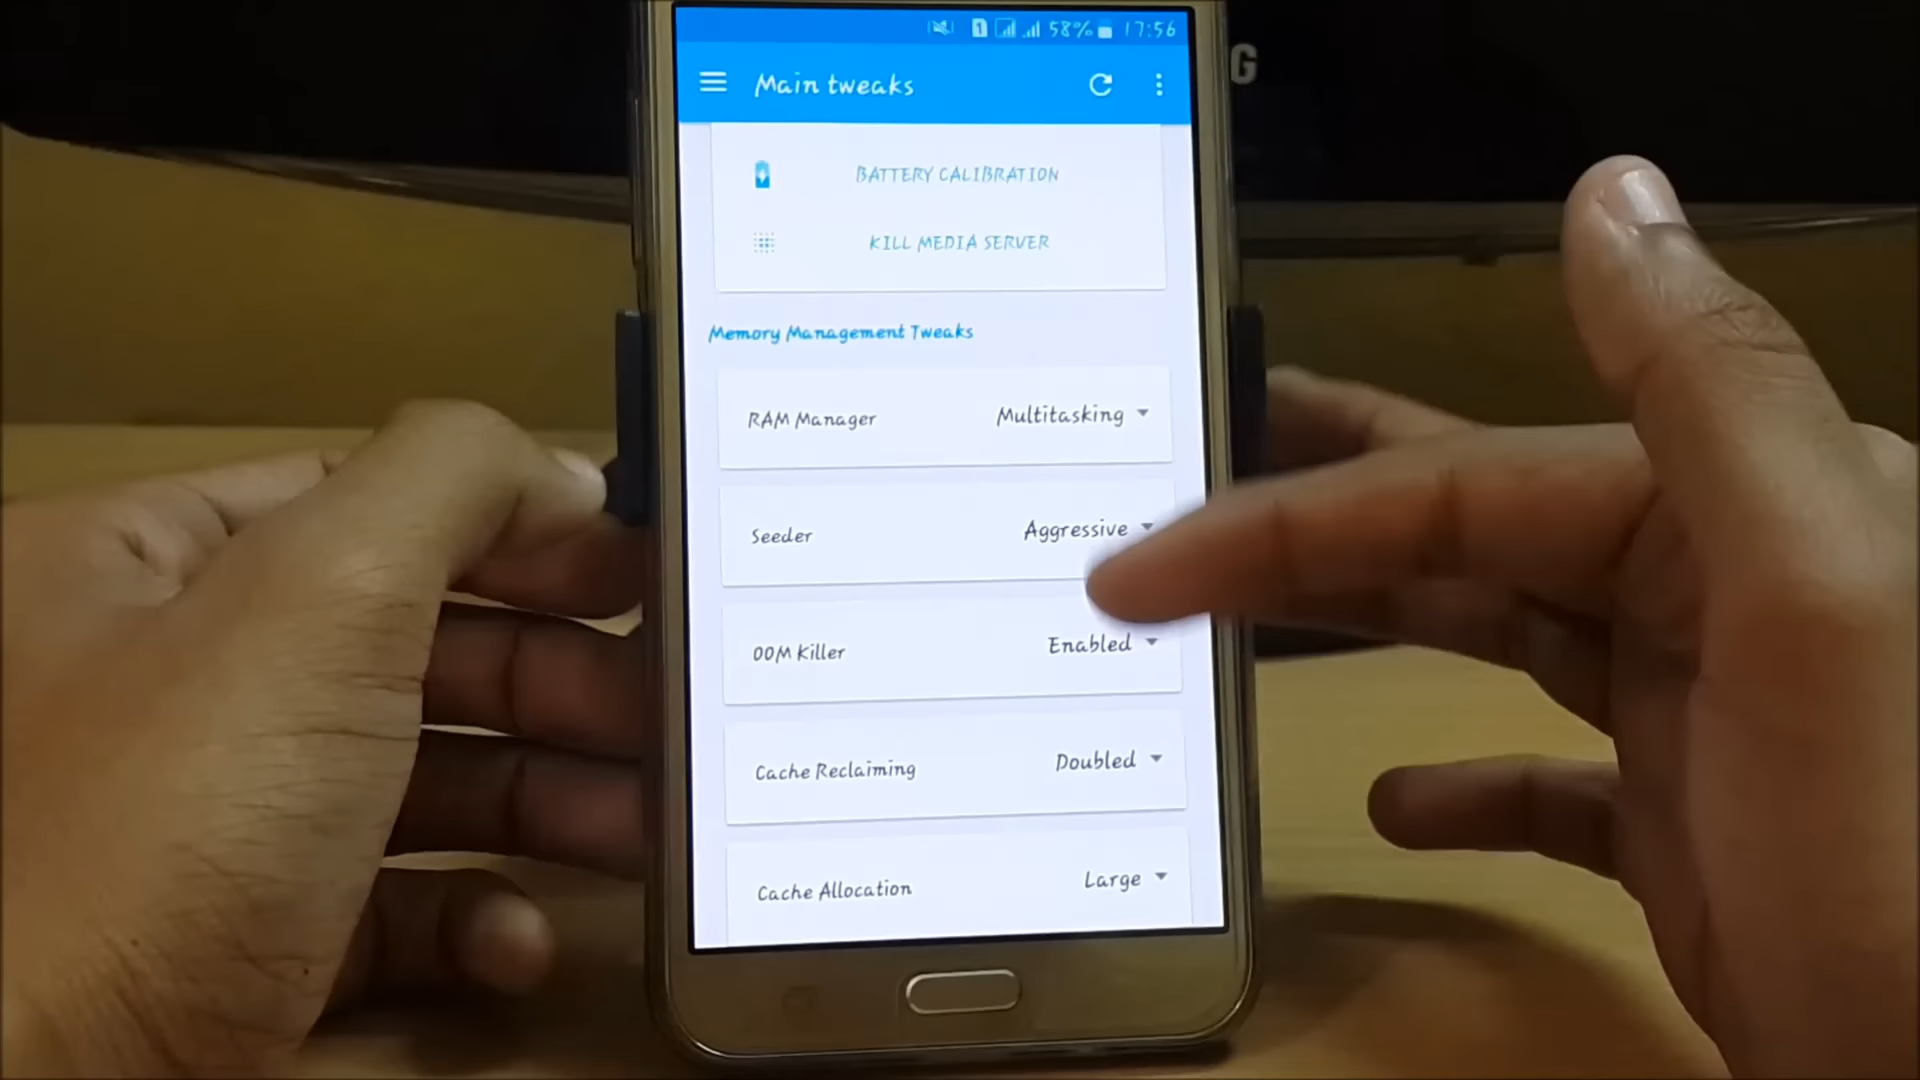 1 58% 17:56
G
Main tweaks
BATTERY CALIBRATION
KILL MEDIA SERVER
Memory Management Tweaks
RAM Manager Multitasking
Seeder Aggressive
OOM Killer Enabled
Cache Reclaiming Doubled
Cache Allocation Large